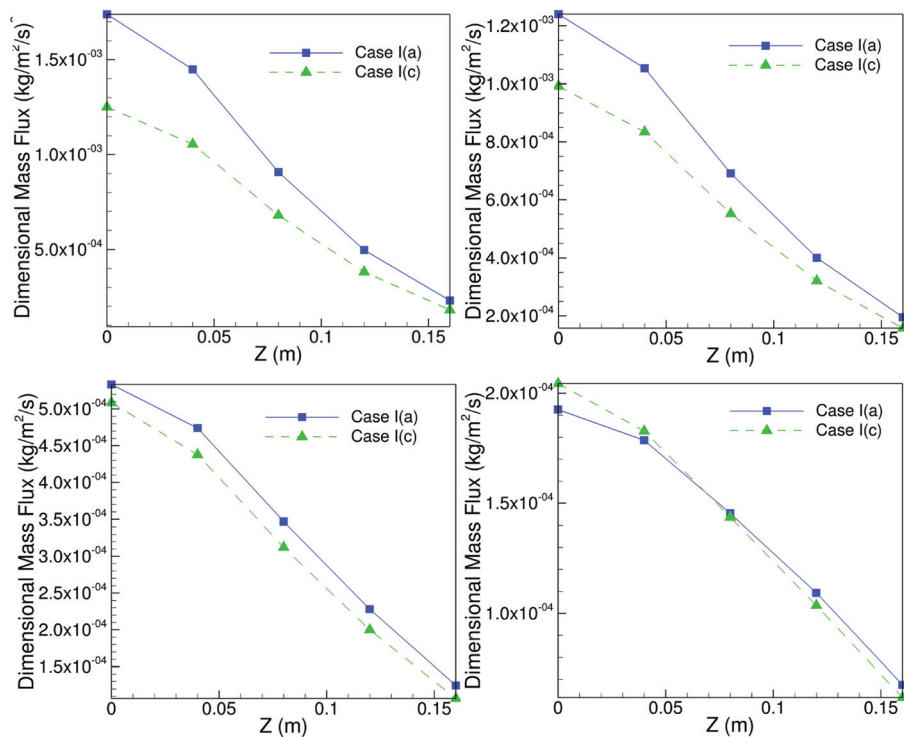 Dimensional Mass Flux (kg/m²/s)
1.5x10⁻⁰³
1.0x10⁻⁰³
5.0x10⁻⁰⁴
Case I(a)
Case I(c)
0 0.05 0.1 0.15
Z (m)
Dimensional Mass Flux (kg/m²/s)
1.2x10⁻⁰³
1.0x10⁻⁰³
8.0x10⁻⁰⁴
6.0x10⁻⁰⁴
4.0x10⁻⁰⁴
2.0x10⁻⁰⁴
Case I(a)
Case I(c)
0 0.05 0.1 0.15
Z (m)
Dimensional Mass Flux (kg/m²/s)
5.0x10⁻⁰⁴
4.5x10⁻⁰⁴
4.0x10⁻⁰⁴
3.5x10⁻⁰⁴
3.0x10⁻⁰⁴
2.5x10⁻⁰⁴
2.0x10⁻⁰⁴
1.5x10⁻⁰⁴
Case I(a)
Case I(c)
0 0.05 0.1 0.15
Z (m)
Dimensional Mass Flux (kg/m²/s)
2.0x10⁻⁰⁴
1.5x10⁻⁰⁴
1.0x10⁻⁰⁴
Case I(a)
Case I(c)
0 0.05 0.1 0.15
Z (m)